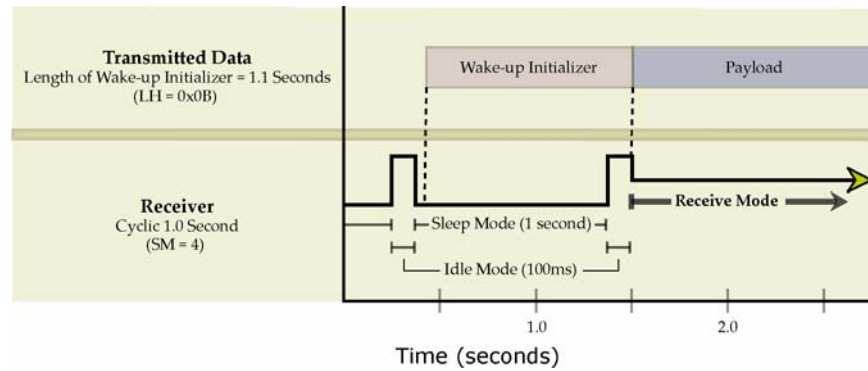 Transmitted Data
Length of Wake-up Initializer = 1.1 Seconds
(LH = 0x0B)
Wake-up Initializer
Payload
Receiver
Cyclic 1.0 Second
(SM = 4)
Receive Mode
Sleep Mode (1 second)
Idle Mode (100ms)
1.0
2.0
Time (seconds)